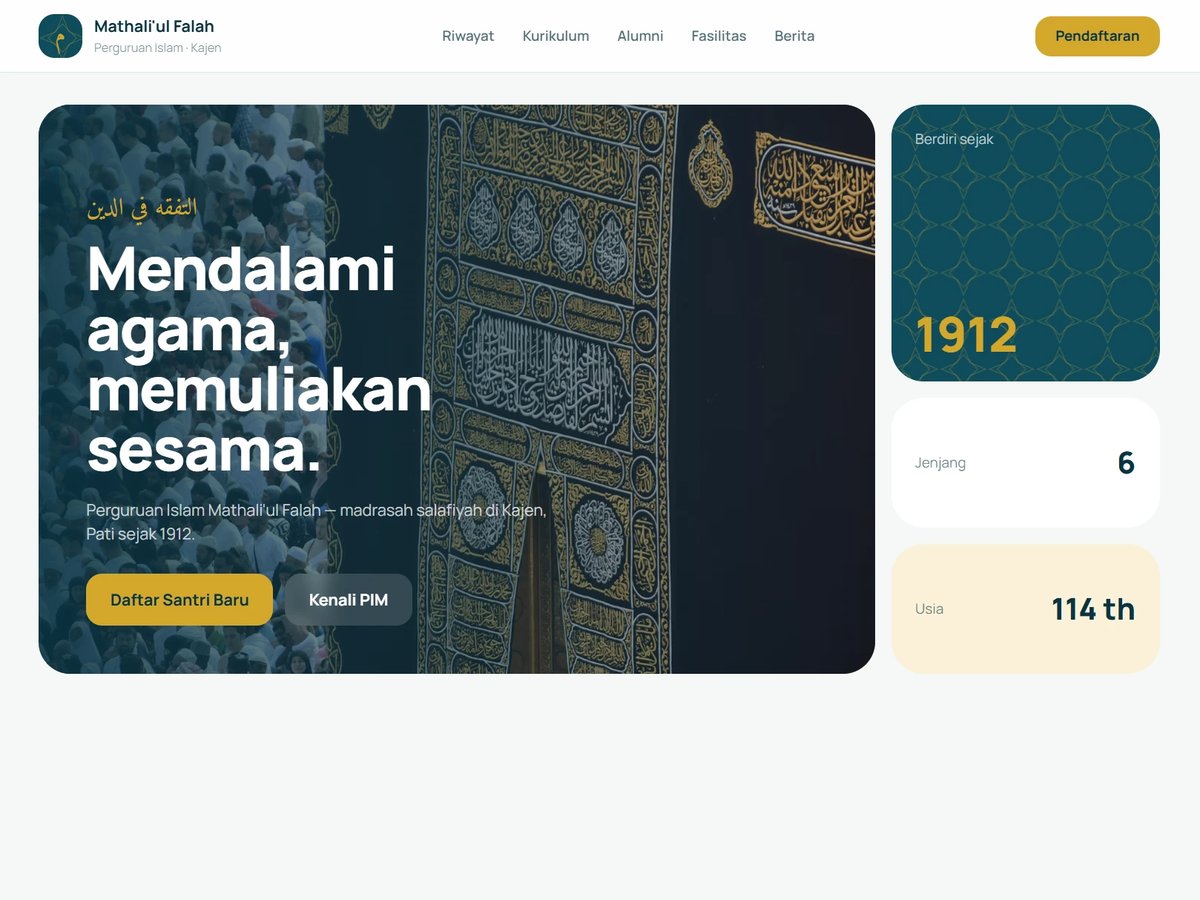 م
Mathali'ul Falah
Perguruan Islam · Kajen
Riwayat
Kurikulum
Alumni
Fasilitas
Berita
Pendaftaran
التفقه في الدين
Mendalami
agama,
memuliakan
sesama.
Perguruan Islam Mathali'ul Falah — madrasah salafiyah di Kajen,
Pati sejak 1912.
Daftar Santri Baru
Kenali PIM
Berdiri sejak
1912
Jenjang
6
Usia
114 th